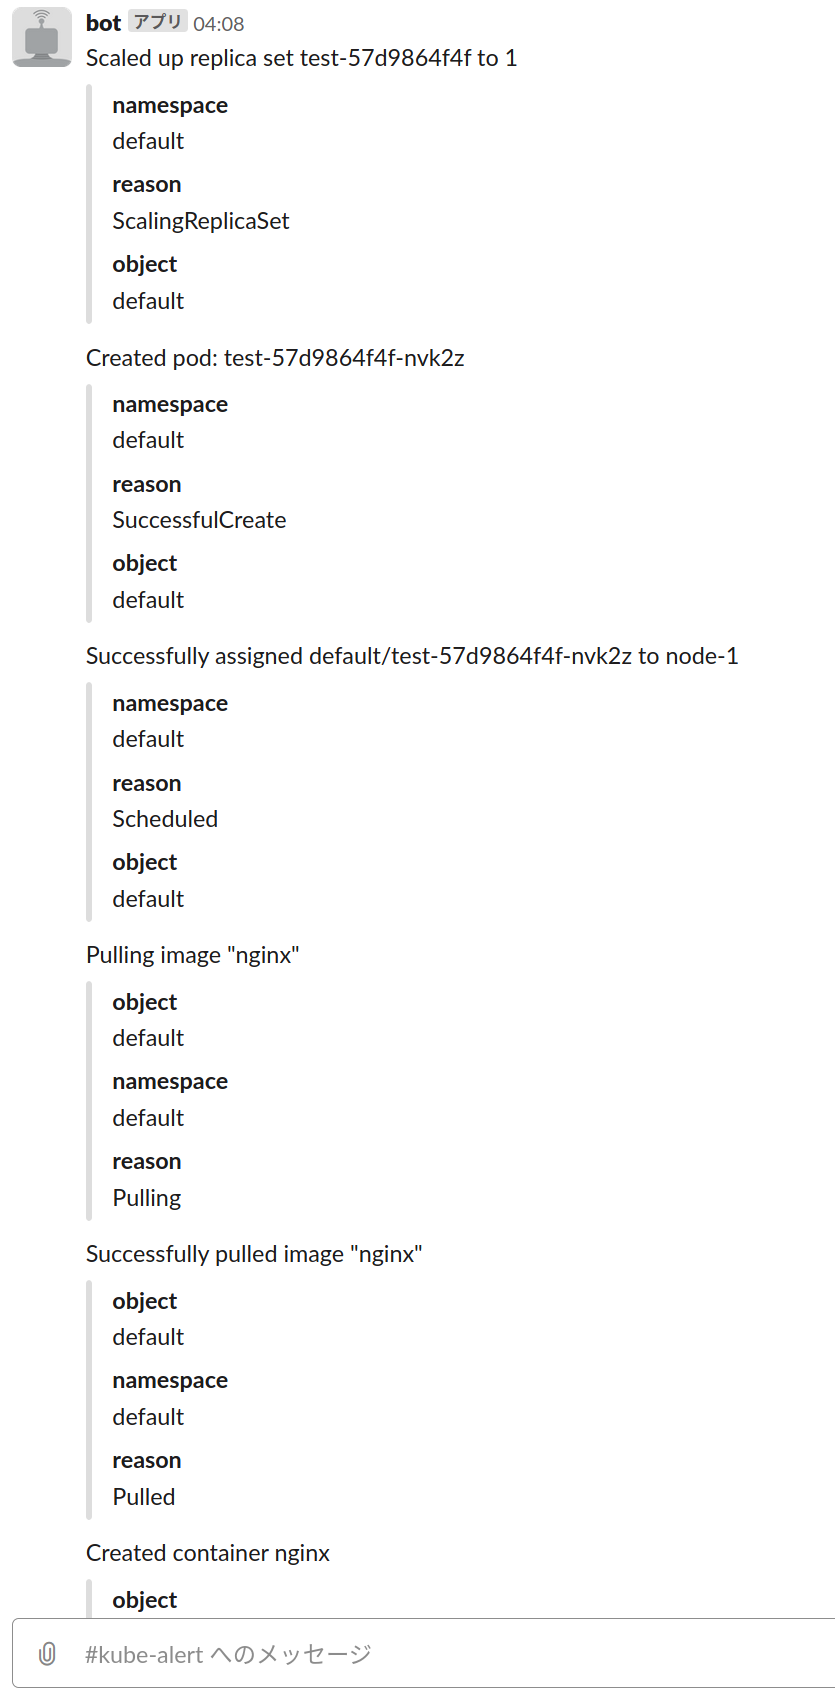 bot アプリ 04:08
Scaled up replica set test-57d9864f4f to 1
namespace
default
reason
ScalingReplicaSet
object
default
Created pod: test-57d9864f4f-nvk2z
namespace
default
reason
SuccessfulCreate
object
default
Successfully assigned default/test-57d9864f4f-nvk2z to node-1
namespace
default
reason
Scheduled
object
default
Pulling image "nginx"
object
default
namespace
default
reason
Pulling
Successfully pulled image "nginx"
object
default
namespace
default
reason
Pulled
Created container nginx
object
#kube-alert へのメッセージ